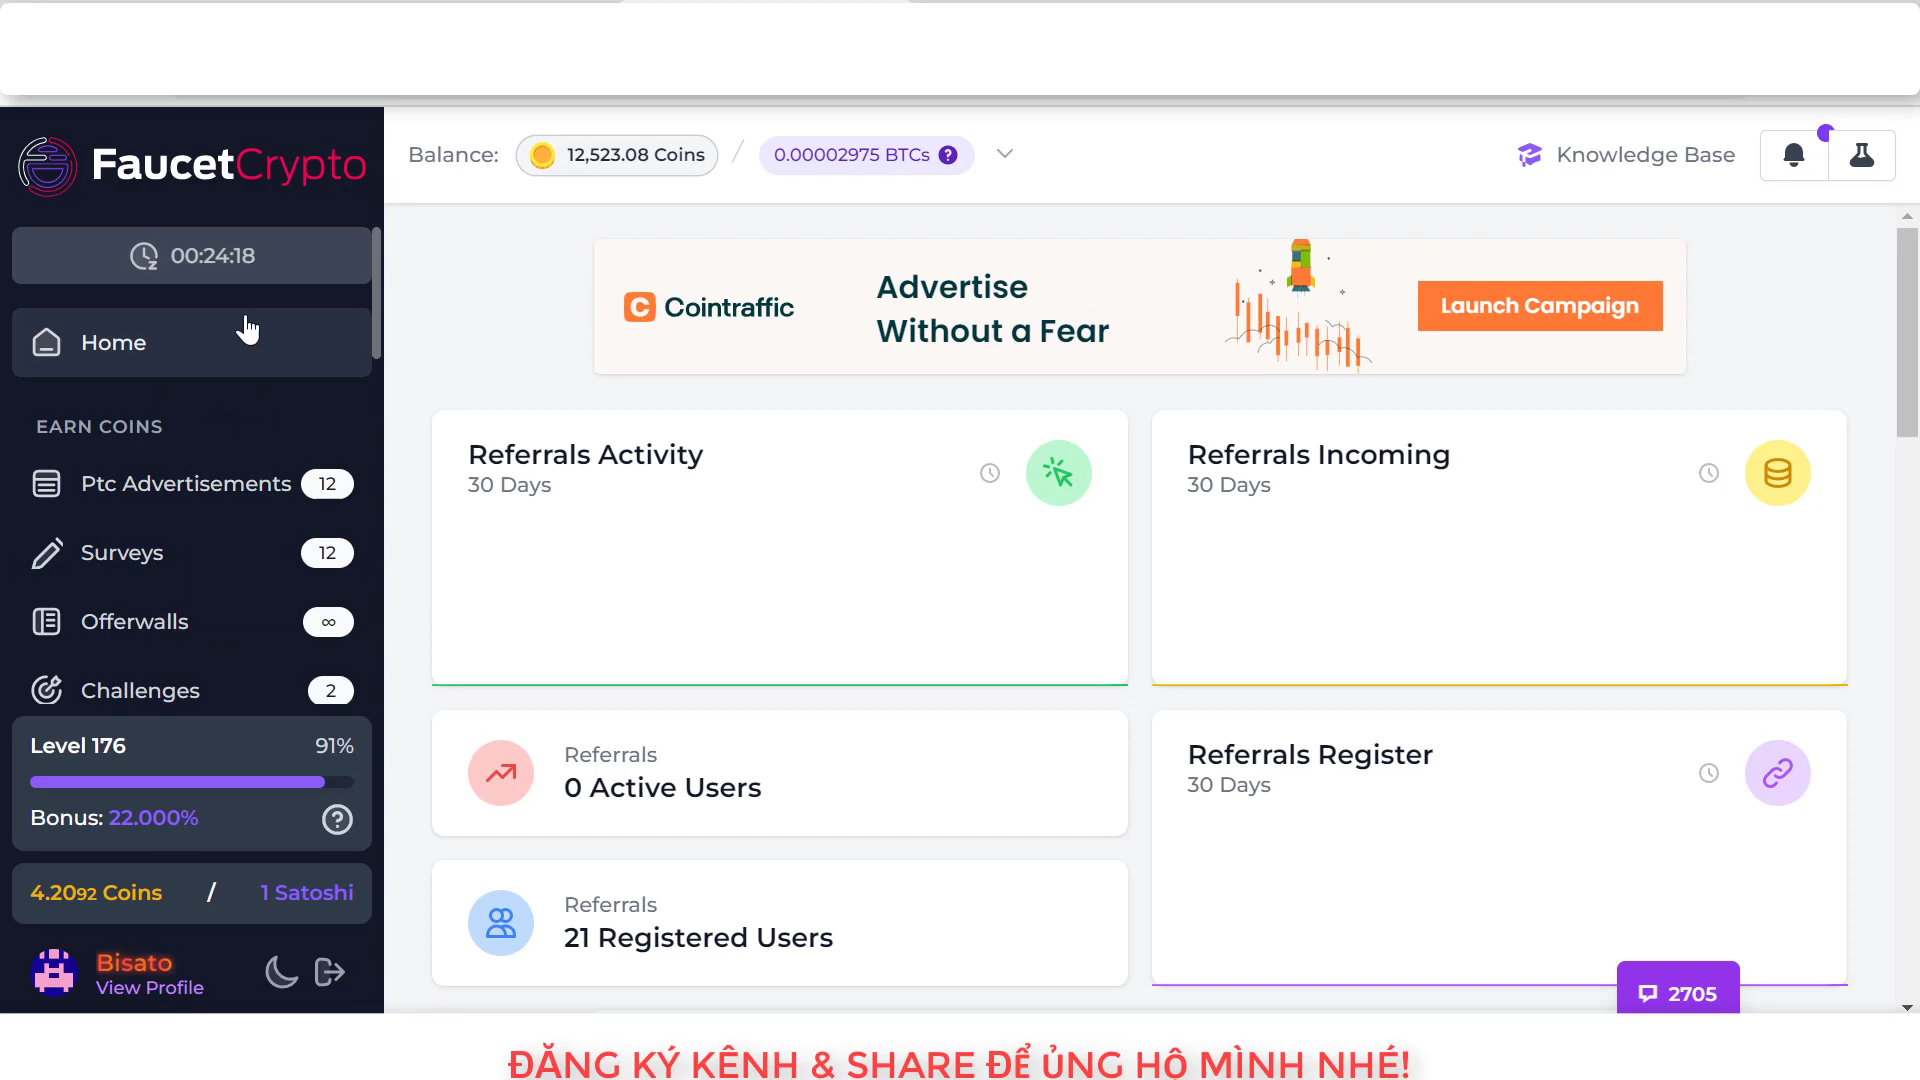 FaucetCrypto
Balance:
12,523.08 Coins
/
0.00002975 BTCs
?
Knowledge Base
00:24:18
Home
EARN COINS
Ptc Advertisements
12
Surveys
12
Offerwalls
∞
Challenges
2
Level 176
91%
Bonus: 22.000%
?
4.2092 Coins / 1 Satoshi
Bisato
View Profile
C Cointraffic
Advertise
Without a Fear
Launch Campaign
Referrals Activity
30 Days
Referrals Incoming
30 Days
Referrals
0 Active Users
Referrals Register
30 Days
Referrals
21 Registered Users
2705
ĐĂNG KÝ KÊNH & SHARE ĐỂ ỦNG HỘ MÌNH NHÉ!